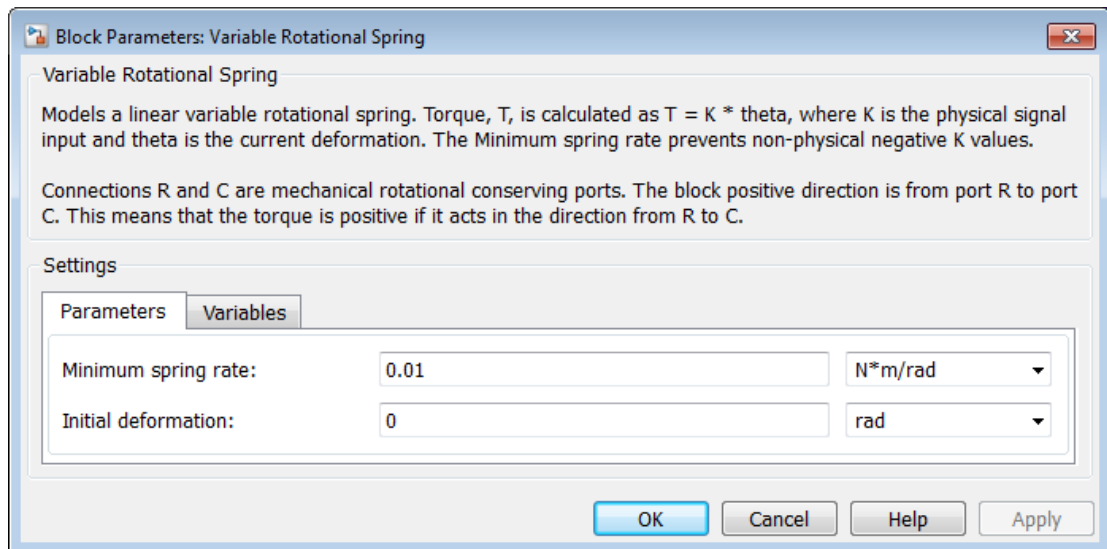 Block Parameters: Variable Rotational Spring
Variable Rotational Spring
Models a linear variable rotational spring. Torque, T, is calculated as T = K * theta, where K is the physical signal
input and theta is the current deformation. The Minimum spring rate prevents non-physical negative K values.
Connections R and C are mechanical rotational conserving ports. The block positive direction is from port R to port
C. This means that the torque is positive if it acts in the direction from R to C.
Settings
Parameters Variables
Minimum spring rate: 0.01 N*m/rad
Initial deformation: 0 rad
OK Cancel Help Apply